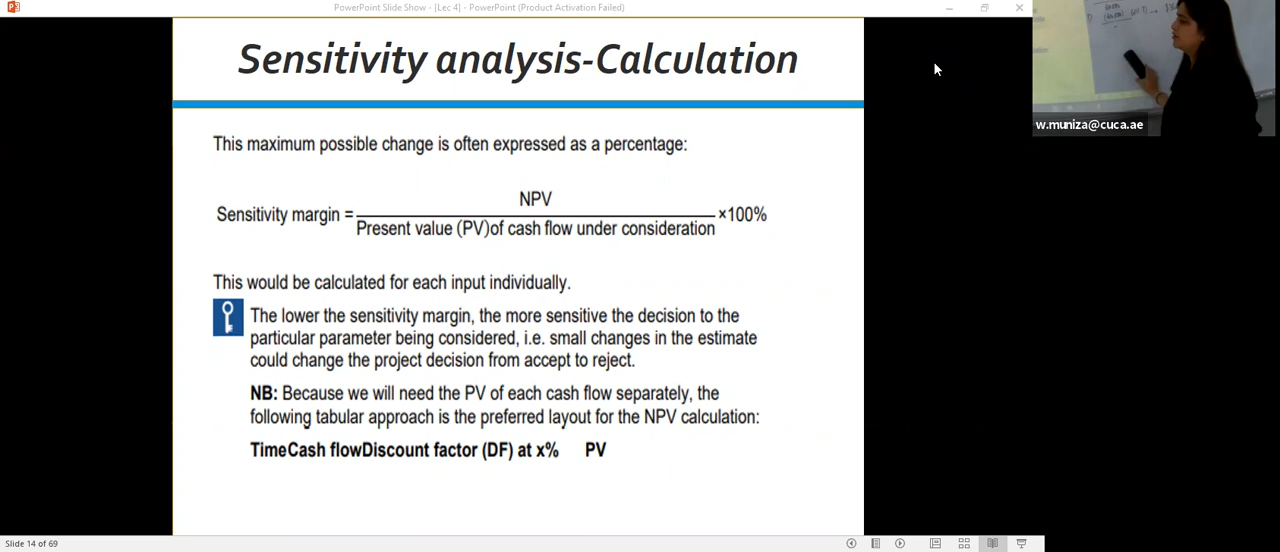 PowerPoint Slide Show - [Lec 4] - PowerPoint (Product Activation Failed)
Sensitivity analysis-Calculation
w.muniza@cuca.ae
This maximum possible change is often expressed as a percentage:
NPV
Sensitivity margin = ×100%
Present value (PV)of cash flow under consideration
This would be calculated for each input individually.
The lower the sensitivity margin, the more sensitive the decision to the
particular parameter being considered, i.e. small changes in the estimate
could change the project decision from accept to reject.
NB: Because we will need the PV of each cash flow separately, the
following tabular approach is the preferred layout for the NPV calculation:
TimeCash flowDiscount factor (DF) at x% PV
Slide 14 of 69